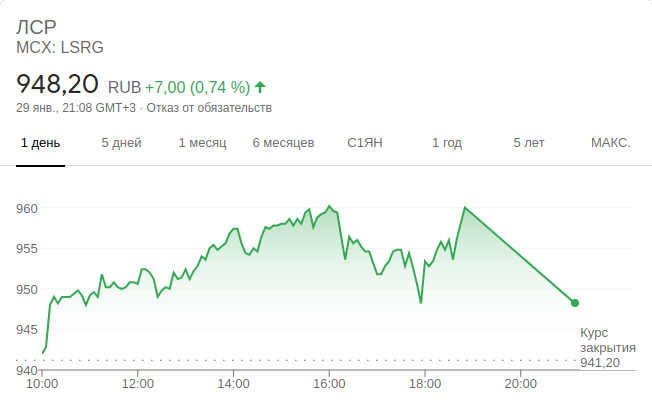 ЛСР
MCX: LSRG
948,20 RUB +7,00 (0,74 %)
29 янв., 21:08 GMT+3 · Отказ от обязательств
1 день 5 дней 1 месяц 6 месяцев С1ЯН 1 год 5 лет МАКС.
960
955
950
945
940
Курс
закрытия
941,20
10:00 12:00 14:00 16:00 18:00 20:00